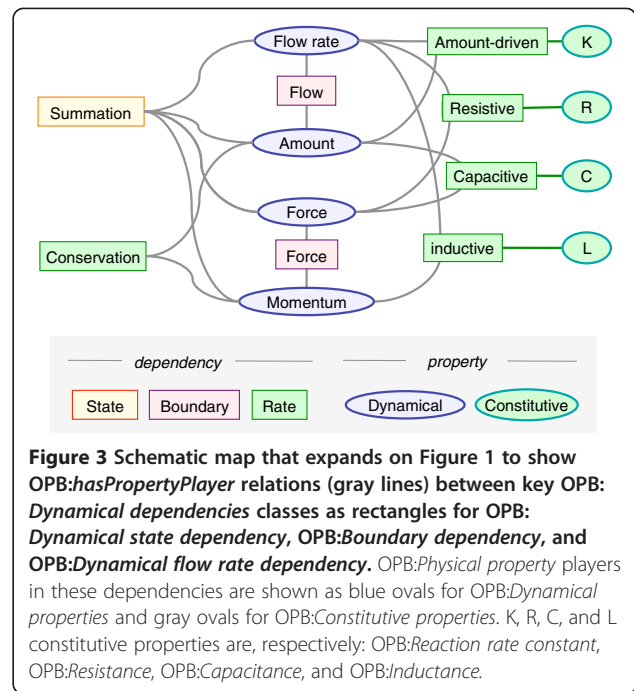 Flow rate
Amount-driven
K
Flow
Summation
Resistive
R
Amount
Capacitive
C
Force
Conservation
Force
inductive
L
Momentum
dependency
property
State
Boundary
Rate
Dynamical
Constitutive
Figure 3 Schematic map that expands on Figure 1 to show
OPB:hasPropertyPlayer relations (gray lines) between key OPB:
Dynamical dependencies classes as rectangles for OPB:
Dynamical state dependency, OPB:Boundary dependency, and
OPB:Dynamical flow rate dependency. OPB:Physical property players
in these dependencies are shown as blue ovals for OPB:Dynamical
properties and gray ovals for OPB:Constitutive properties. K, R, C, and L
constitutive properties are, respectively: OPB:Reaction rate constant,
OPB:Resistance, OPB:Capacitance, and OPB:Inductance.